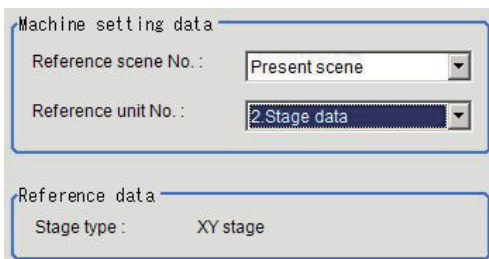 Machine setting data
Reference scene No. : Present scene
Reference unit No. : 2.Stage data
Reference data
Stage type : XY stage